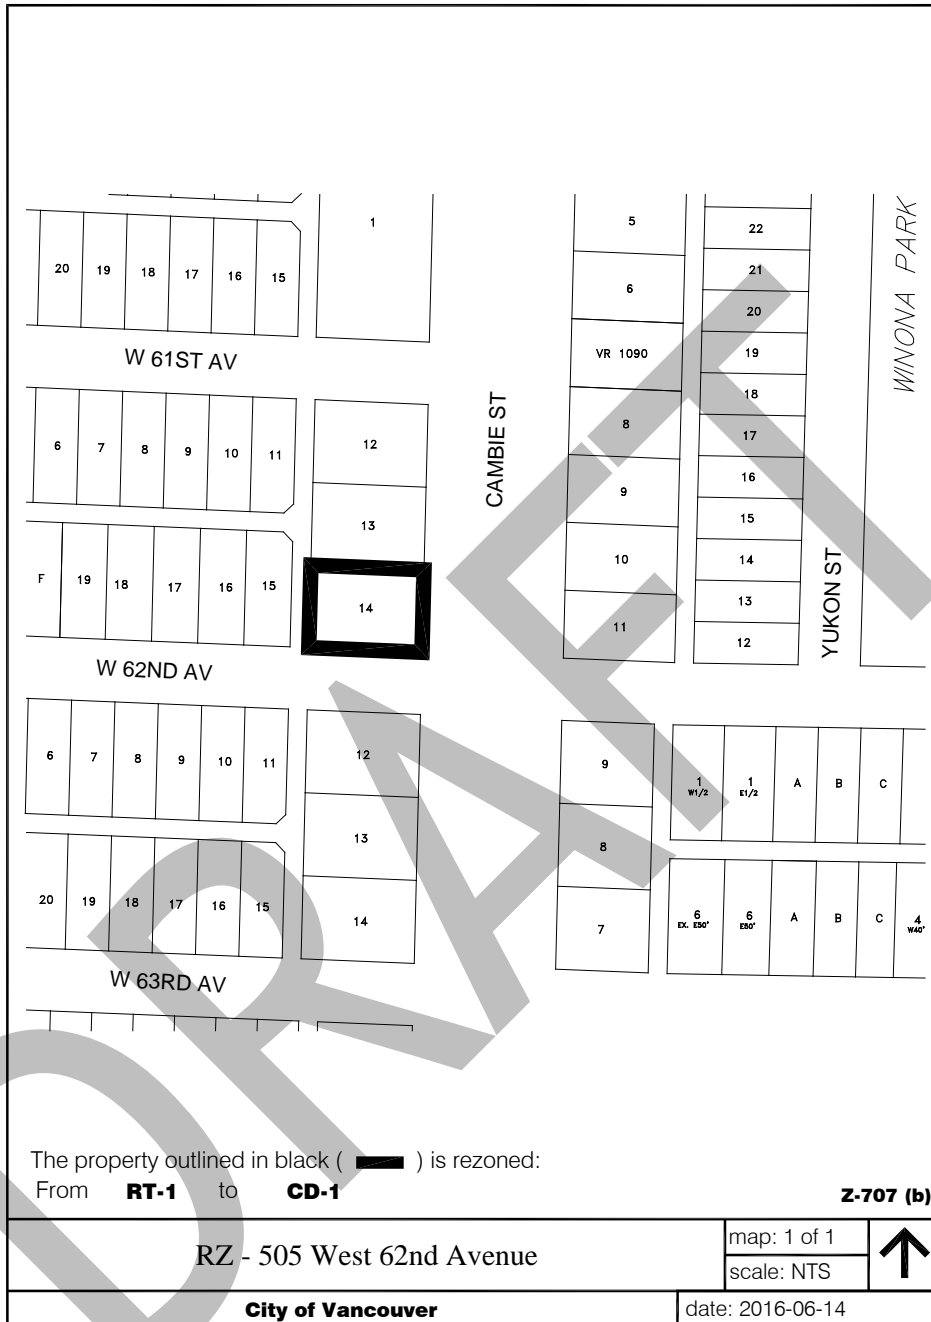 1
5
22
20 19 18 17 16 15
21
6
20
WINONA PARK
W 61ST AV
VR 1090
19
18
CAMBIE ST
6 7 8 9 10 11
12
8
17
9
16
13
15
10
14
F 19 18 17 16 15
14
11
13
12
YUKON ST
W 62ND AV
6 7 8 9 10 11
12
9
1 W1/2
1 E1/2
A B C
13
8
20 19 18 17 16 15
14
7
6 EX. E50'
6 E50'
A B C
4 W40'
W 63RD AV
DRAFT
The property outlined in black ( ) is rezoned:
From RT-1 to CD-1
Z-707 (b)
RZ - 505 West 62nd Avenue
map: 1 of 1
scale: NTS
City of Vancouver
date: 2016-06-14